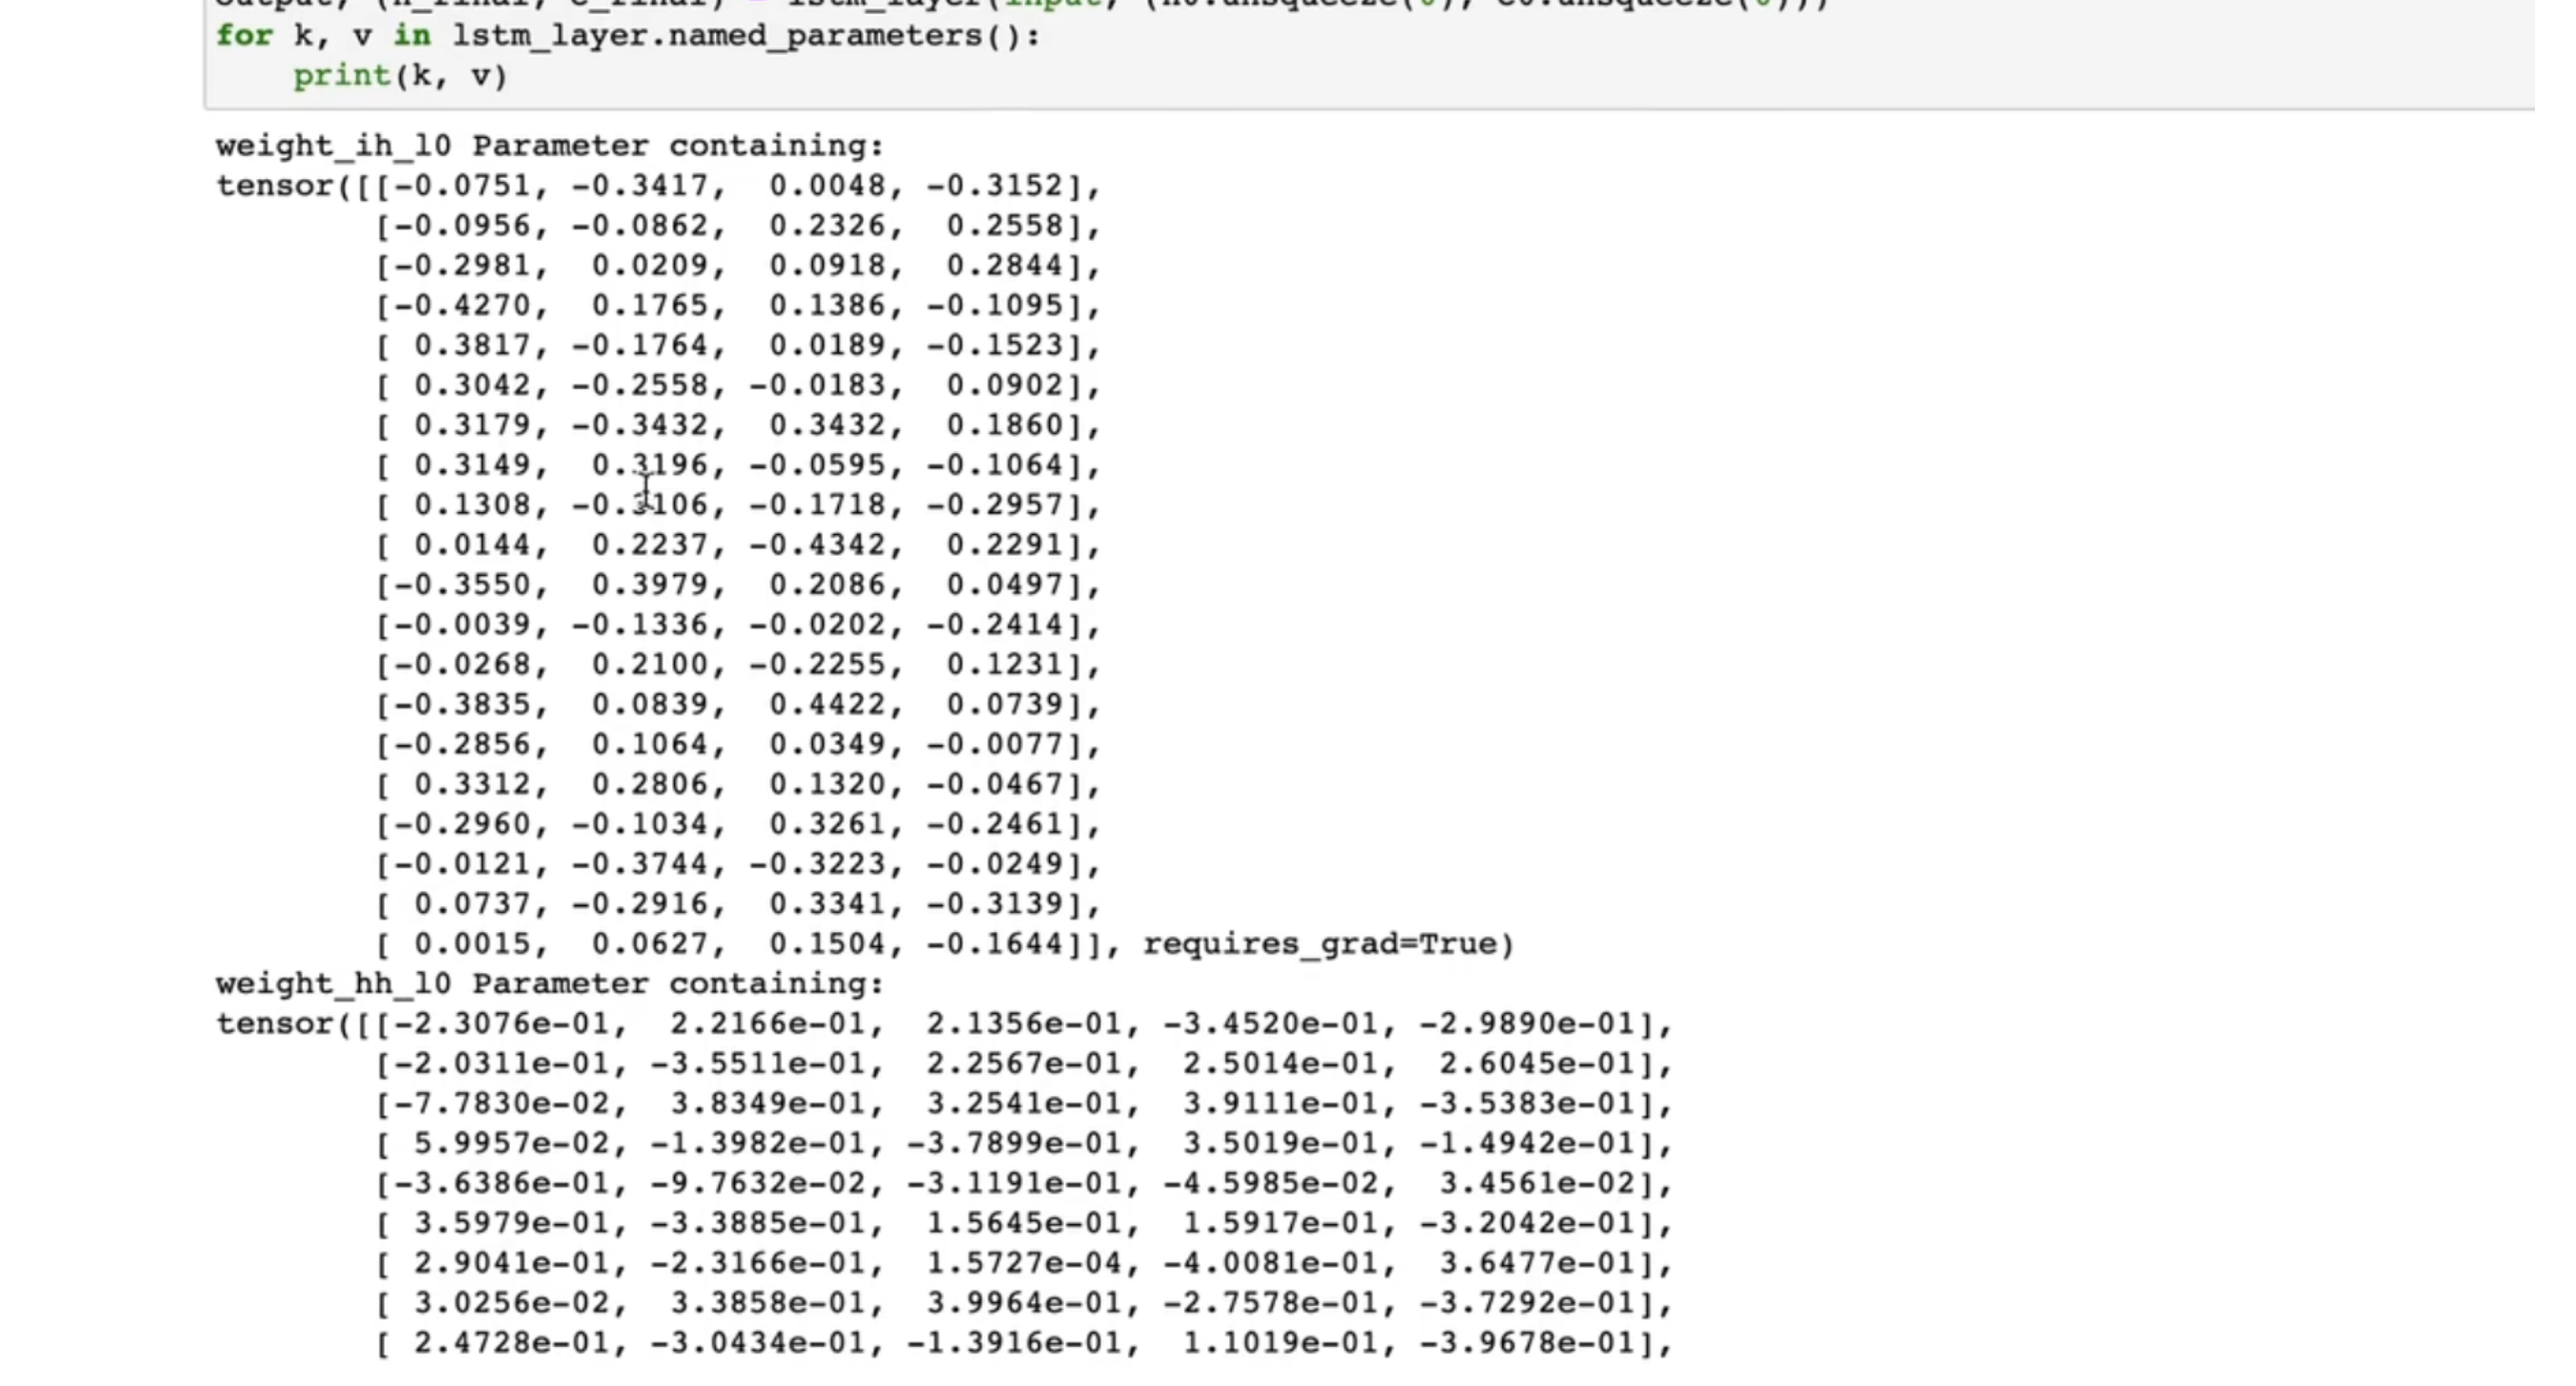 for k, v in lstm_layer.named_parameters():
    print(k, v)
weight_ih_l0 Parameter containing:
tensor([[-0.0751, -0.3417,  0.0048, -0.3152],
        [-0.0956, -0.0862,  0.2326,  0.2558],
        [-0.2981,  0.0209,  0.0918,  0.2844],
        [-0.4270,  0.1765,  0.1386, -0.1095],
        [ 0.3817, -0.1764,  0.0189, -0.1523],
        [ 0.3042, -0.2558, -0.0183,  0.0902],
        [ 0.3179, -0.3432,  0.3432,  0.1860],
        [ 0.3149,  0.3196, -0.0595, -0.1064],
        [ 0.1308, -0.3106, -0.1718, -0.2957],
        [ 0.0144,  0.2237, -0.4342,  0.2291],
        [-0.3550,  0.3979,  0.2086,  0.0497],
        [-0.0039, -0.1336, -0.0202, -0.2414],
        [-0.0268,  0.2100, -0.2255,  0.1231],
        [-0.3835,  0.0839,  0.4422,  0.0739],
        [-0.2856,  0.1064,  0.0349, -0.0077],
        [ 0.3312,  0.2806,  0.1320, -0.0467],
        [-0.2960, -0.1034,  0.3261, -0.2461],
        [-0.0121, -0.3744, -0.3223, -0.0249],
        [ 0.0737, -0.2916,  0.3341, -0.3139],
        [ 0.0015,  0.0627,  0.1504, -0.1644]], requires_grad=True)
weight_hh_l0 Parameter containing:
tensor([[-2.3076e-01,  2.2166e-01,  2.1356e-01, -3.4520e-01, -2.9890e-01],
        [-2.0311e-01, -3.5511e-01,  2.2567e-01,  2.5014e-01,  2.6045e-01],
        [-7.7830e-02,  3.8349e-01,  3.2541e-01,  3.9111e-01, -3.5383e-01],
        [ 5.9957e-02, -1.3982e-01, -3.7899e-01,  3.5019e-01, -1.4942e-01],
        [-3.6386e-01, -9.7632e-02, -3.1191e-01, -4.5985e-02,  3.4561e-02],
        [ 3.5979e-01, -3.3885e-01,  1.5645e-01,  1.5917e-01, -3.2042e-01],
        [ 2.9041e-01, -2.3166e-01,  1.5727e-04, -4.0081e-01,  3.6477e-01],
        [ 3.0256e-02,  3.3858e-01,  3.9964e-01, -2.7578e-01, -3.7292e-01],
        [ 2.4728e-01, -3.0434e-01, -1.3916e-01,  1.1019e-01, -3.9678e-01],